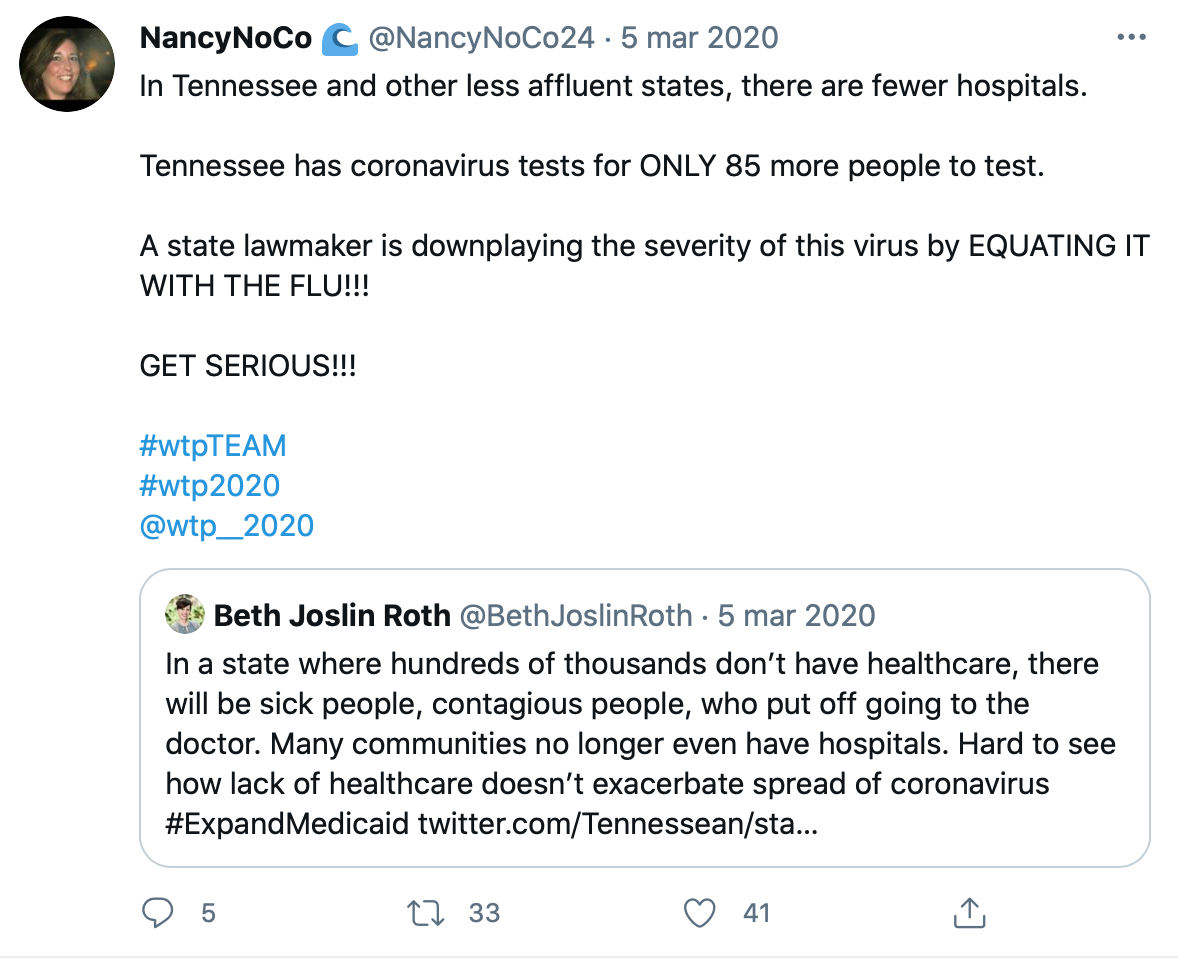 NancyNoCo 🌊 @NancyNoCo24 · 5 mar 2020
In Tennessee and other less affluent states, there are fewer hospitals.
Tennessee has coronavirus tests for ONLY 85 more people to test.
A state lawmaker is downplaying the severity of this virus by EQUATING IT
WITH THE FLU!!!
GET SERIOUS!!!
#wtpTEAM
#wtp2020
@wtp__2020
Beth Joslin Roth @BethJoslinRoth · 5 mar 2020
In a state where hundreds of thousands don’t have healthcare, there
will be sick people, contagious people, who put off going to the
doctor. Many communities no longer even have hospitals. Hard to see
how lack of healthcare doesn’t exacerbate spread of coronavirus
#ExpandMedicaid twitter.com/Tennessean/sta…
5 33 41